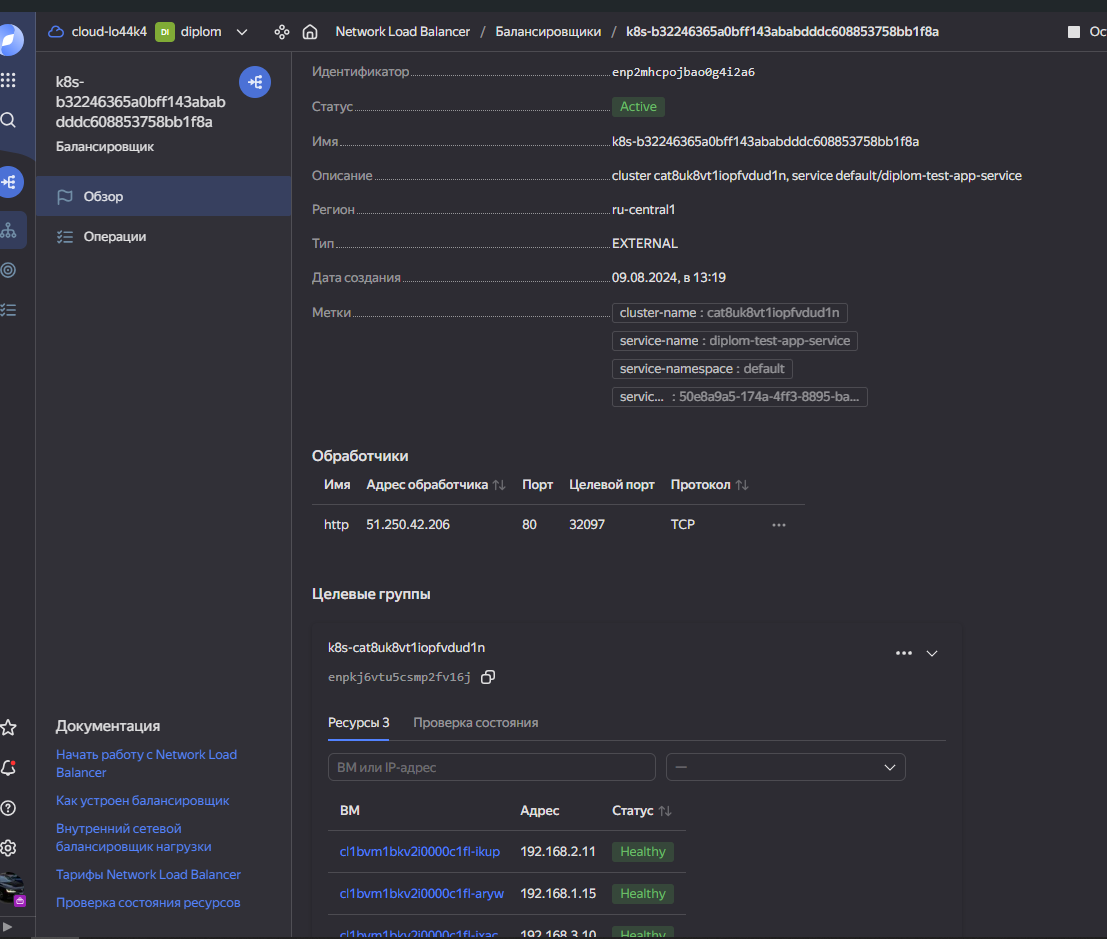 cloud-lo44k4 DI diplom Network Load Balancer / Балансировщики / k8s-b32246365a0bff143ababdddc608853758bb1f8a Ос
k8s-
b32246365a0bff143abab
dddc608853758bb1f8a
Балансировщик
Обзор
Операции
Идентификатор enp2mhcpojbao0g4i2a6
Статус Active
Имя k8s-b32246365a0bff143ababdddc608853758bb1f8a
Описание cluster cat8uk8vt1iopfvdud1n, service default/diplom-test-app-service
Регион ru-central1
Тип EXTERNAL
Дата создания 09.08.2024, в 13:19
Метки cluster-name : cat8uk8vt1iopfvdud1n
service-name : diplom-test-app-service
service-namespace : default
servic... : 50e8a9a5-174a-4ff3-8895-ba...
Обработчики
Имя Адрес обработчика Порт Целевой порт Протокол
http 51.250.42.206 80 32097 TCP ...
Целевые группы
k8s-cat8uk8vt1iopfvdud1n
enpkj6vtu5csmp2fv16j
Ресурсы 3 Проверка состояния
ВМ или IP-адрес —
ВМ Адрес Статус
cl1bvm1bkv2i0000c1fl-ikup 192.168.2.11 Healthy
cl1bvm1bkv2i0000c1fl-aryw 192.168.1.15 Healthy
cl1bvm1bkv2i0000c1fl-ixac 192.168.3.10 Healthy
Документация
Начать работу с Network Load
Balancer
Как устроен балансировщик
Внутренний сетевой
балансировщик нагрузки
Тарифы Network Load Balancer
Проверка состояния ресурсов